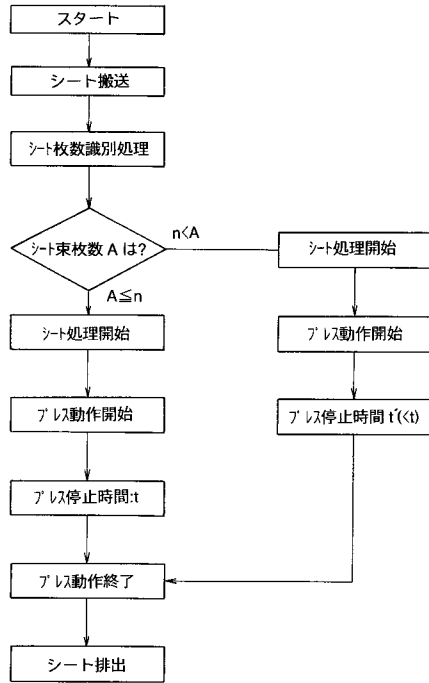 スタート
シート搬送
シート枚数識別処理
シート束枚数 A は?
n<A
A≦n
シート処理開始
シート処理開始
プレス動作開始
プレス動作開始
プレス停止時間:t
プレス停止時間 t´(<t)
プレス動作終了
シート排出